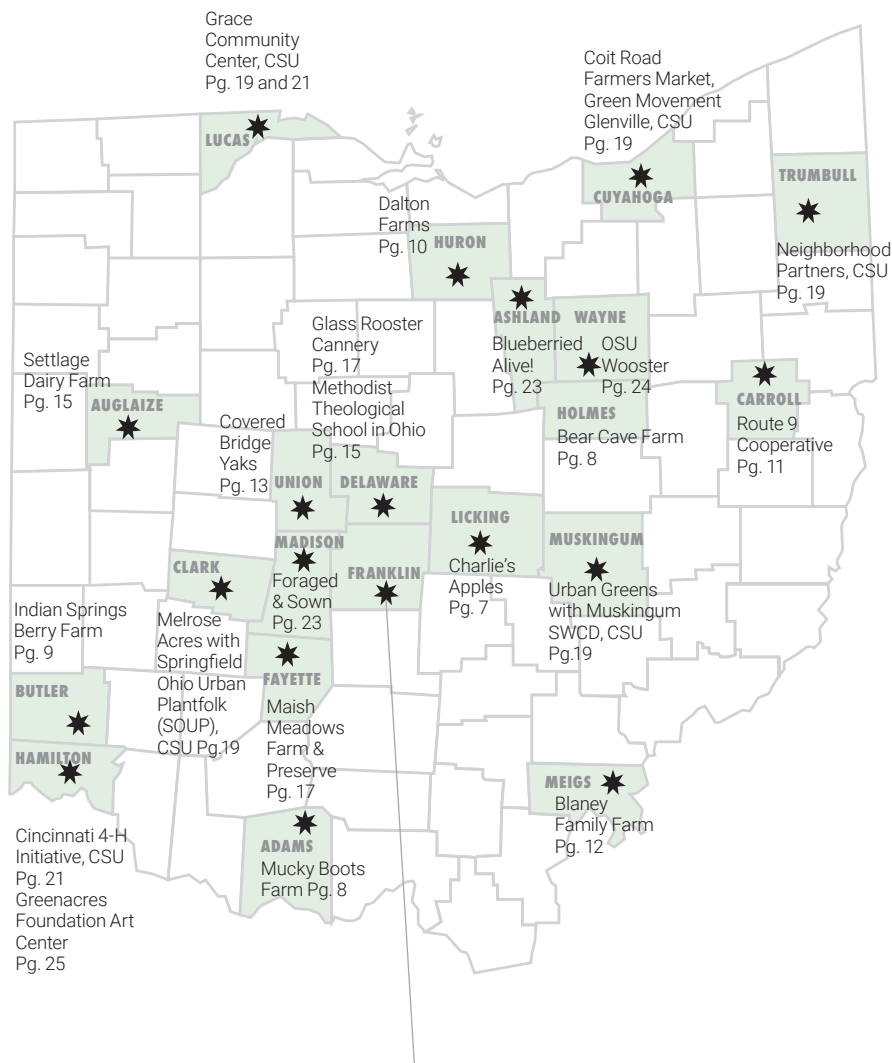 Grace
Community
Center, CSU
Pg. 19 and 21
LUCAS
Coit Road
Farmers Market,
Green Movement
Glenville, CSU
Pg. 19
CUYAHOGA
TRUMBULL
Neighborhood
Partners, CSU
Pg. 19
Dalton
Farms
Pg. 10
HURON
ASHLAND
Blueberried
Alive!
Pg. 23
WAYNE
OSU
Wooster
Pg. 24
Glass Rooster
Cannery
Pg. 17
Methodist
Theological
School in Ohio
Pg. 15
Settlage
Dairy Farm
Pg. 15
AUGLAIZE
HOLMES
Bear Cave Farm
Pg. 8
CARROLL
Route 9
Cooperative
Pg. 11
Covered
Bridge
Yaks
Pg. 13
UNION
DELAWARE
LICKING
Charlie's
Apples
Pg. 7
MUSKINGUM
Urban Greens
with Muskingum
SWCD, CSU
Pg.19
MADISON
Foraged
& Sown
Pg. 23
FRANKLIN
CLARK
Melrose
Acres with
Springfield
Ohio Urban
Plantfolk
(SOUP),
CSU Pg.19
Indian Springs
Berry Farm
Pg. 9
BUTLER
FAYETTE
Maish
Meadows
Farm &
Preserve
Pg. 17
HAMILTON
Cincinnati 4-H
Initiative, CSU
Pg. 21
Greenacres
Foundation Art
Center
Pg. 25
ADAMS
Mucky Boots
Farm Pg. 8
MEIGS
Blaney
Family Farm
Pg. 12